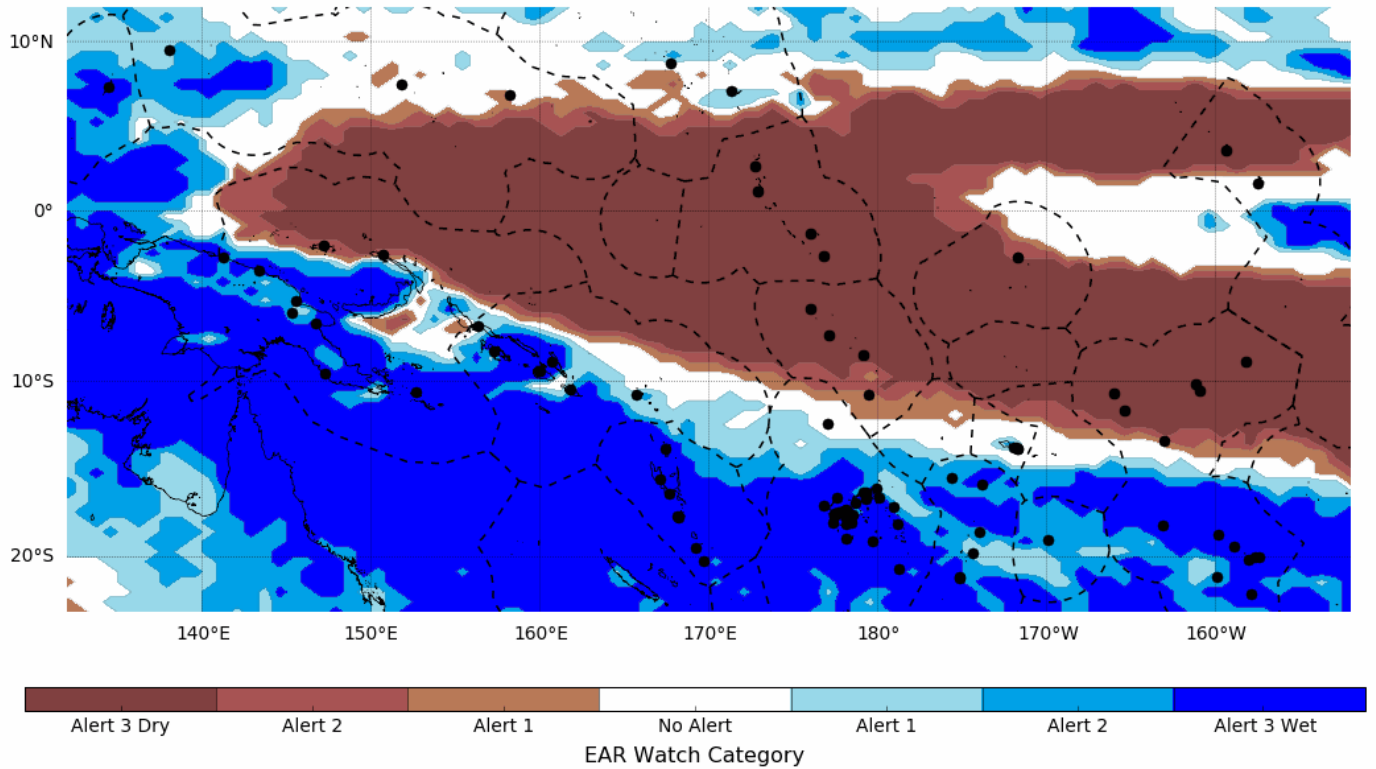 10°N
0°
10°S
20°S
140°E 150°E 160°E 170°E 180° 170°W 160°W
Alert 3 Dry Alert 2 Alert 1 No Alert Alert 1 Alert 2 Alert 3 Wet
EAR Watch Category